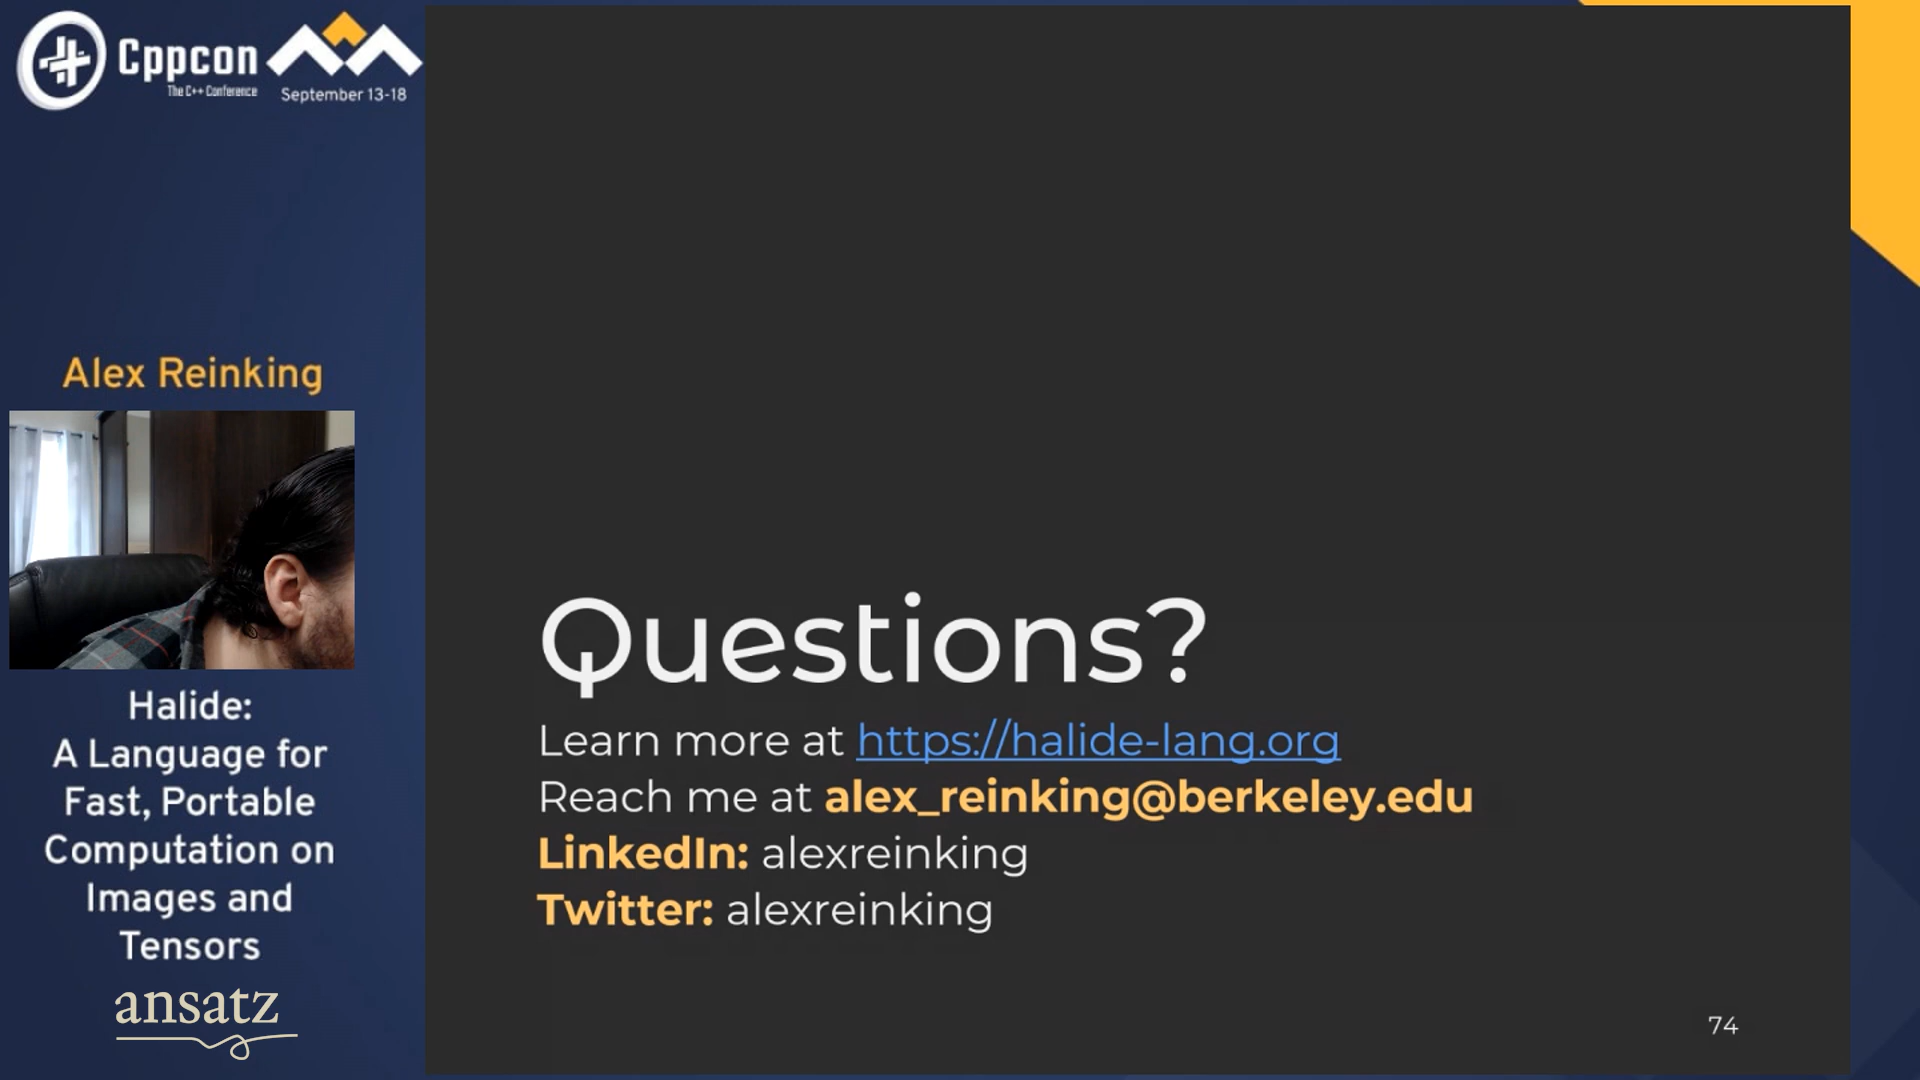 Cppcon
The C++ Conference
September 13-18
Alex Reinking
Halide:
A Language for
Fast, Portable
Computation on
Images and
Tensors
ansatz
Questions?
Learn more at https://halide-lang.org
Reach me at alex_reinking@berkeley.edu
LinkedIn: alexreinking
Twitter: alexreinking
74